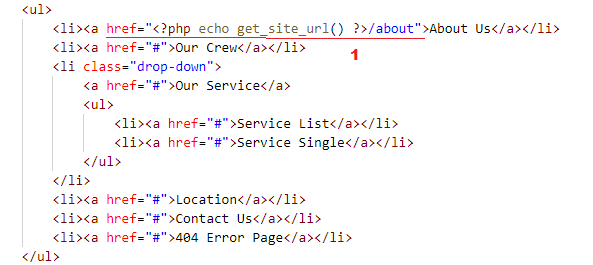 <ul>
<li><a href="<?php echo get_site_url() ?>/about">About Us</a></li>
1
<li><a href="#">Our Crew</a></li>
<li class="drop-down">
<a href="#">Our Service</a>
<ul>
<li><a href="#">Service List</a></li>
<li><a href="#">Service Single</a></li>
</ul>
</li>
<li><a href="#">Location</a></li>
<li><a href="#">Contact Us</a></li>
<li><a href="#">404 Error Page</a></li>
</ul>